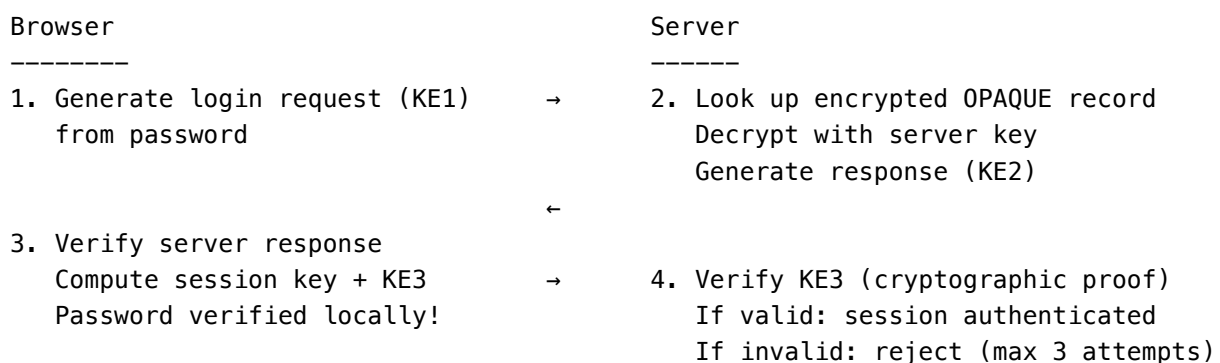 Browser                                    Server
--------                                   ------
1. Generate login request (KE1)     →      2. Look up encrypted OPAQUE record
   from password                              Decrypt with server key
                                              Generate response (KE2)
                                    ←
3. Verify server response
   Compute session key + KE3        →      4. Verify KE3 (cryptographic proof)
   Password verified locally!                 If valid: session authenticated
                                              If invalid: reject (max 3 attempts)